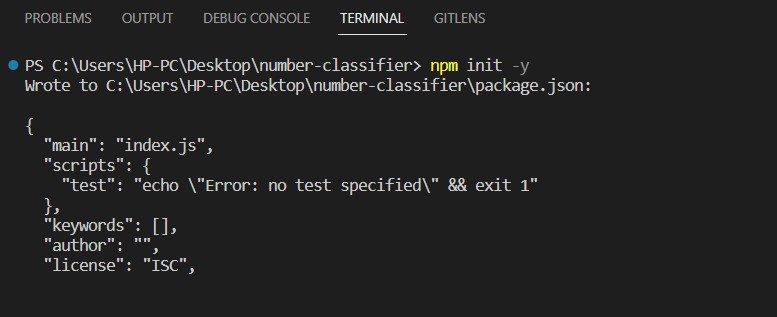 PROBLEMS OUTPUT DEBUG CONSOLE TERMINAL GITLENS
PS C:\Users\HP-PC\Desktop\number-classifier> npm init -y
Wrote to C:\Users\HP-PC\Desktop\number-classifier\package.json:
{
  "main": "index.js",
  "scripts": {
    "test": "echo \"Error: no test specified\" && exit 1"
  },
  "keywords": [],
  "author": "",
  "license": "ISC",